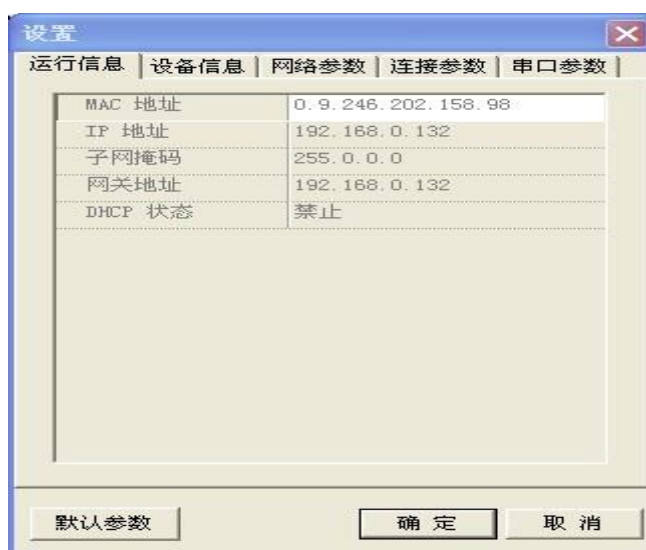 设置
运行信息 设备信息 网络参数 连接参数 串口参数
MAC 地址 0.9.246.202.158.98
IP 地址 192.168.0.132
子网掩码 255.0.0.0
网关地址 192.168.0.132
DHCP 状态 禁止
默认参数 确定 取消